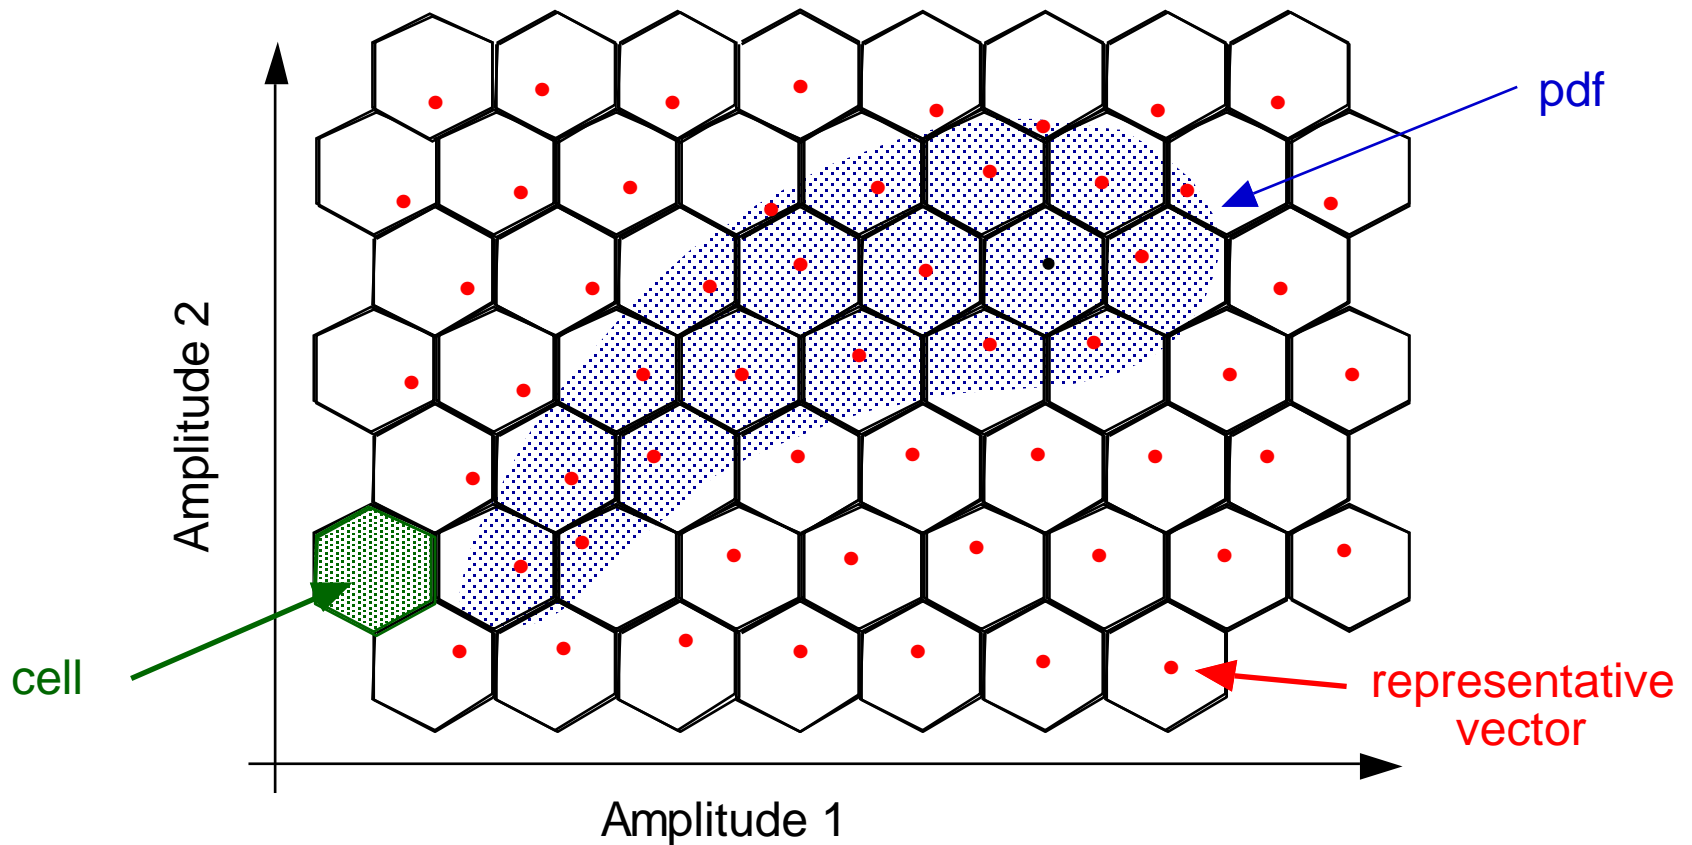 pdf
Amplitude 2
cell
representative
vector
Amplitude 1